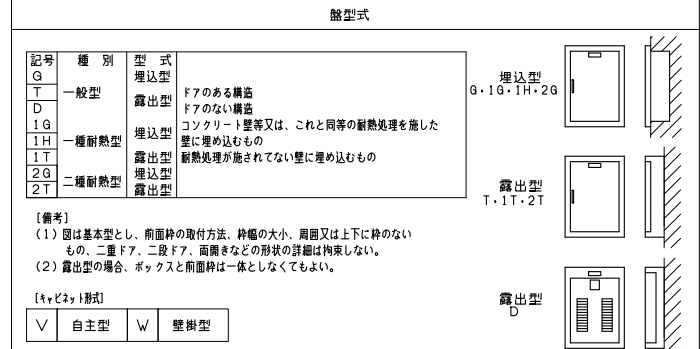 盤型式
記号 種 別 型 式
G 埋込型
T 一般型 露出型 ドアのある構造
D ドアのない構造
1G コンクリート壁等又は、これと同等の耐熱処理を施した
1H 一種耐熱型 埋込型 壁に埋め込むもの
1T 露出型 耐熱処理が施されてない壁に埋め込むもの
2G 二種耐熱型 埋込型
2T 露出型
埋込型
G・1G・1H・2G
露出型
T・1T・2T
露出型
D
[備考]
(1) 図は基本型とし、前面枠の取付方法、枠幅の大小、周囲又は上下に枠のない
もの、二重ドア、二段ドア、両開きなどの形状の詳細は拘束しない。
(2) 露出型の場合、ボックスと前面枠は一体としなくてもよい。
[キャビネット形式]
V 自主型 W 壁掛型